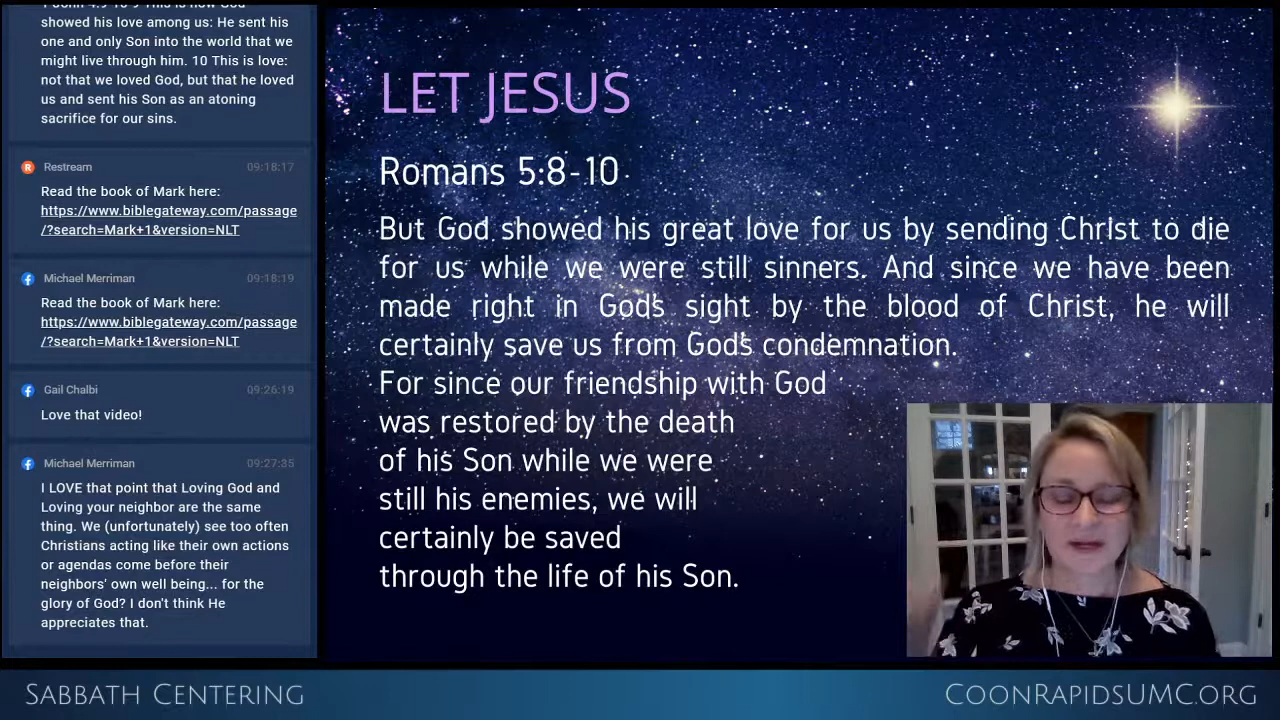 showed his love among us: He sent his
one and only Son into the world that we
might live through him. 10 This is love:
not that we loved God, but that he loved
us and sent his Son as an atoning
sacrifice for our sins.
Restream 09:18:17
Read the book of Mark here:
https://www.biblegateway.com/passage
/?search=Mark+1&version=NLT
Michael Merriman 09:18:19
Read the book of Mark here:
https://www.biblegateway.com/passage
/?search=Mark+1&version=NLT
Gail Chalbi 09:26:19
Love that video!
Michael Merriman 09:27:35
I LOVE that point that Loving God and
Loving your neighbor are the same
thing. We (unfortunately) see too often
Christians acting like their own actions
or agendas come before their
neighbors' own well being... for the
glory of God? I don't think He
appreciates that.
LET JESUS
Romans 5:8-10
But God showed his great love for us by sending Christ to die
for us while we were still sinners. And since we have been
made right in God's sight by the blood of Christ, he will
certainly save us from God's condemnation.
For since our friendship with God
was restored by the death
of his Son while we were
still his enemies, we will
certainly be saved
through the life of his Son.
SABBATH CENTERING
COONRAPIDSUMC.ORG